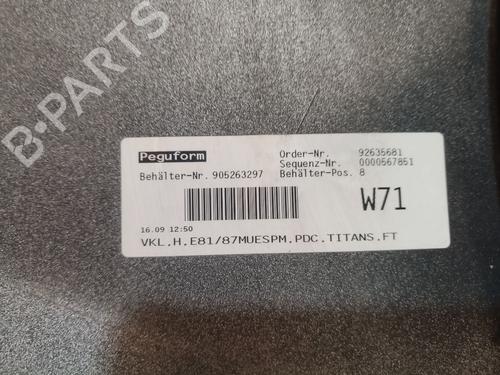 B-PARTS
Peguform
Order-Nr. 92635681
Sequenz-Nr. 0000567851
Behälter-Nr. 905263297 Behälter-Pos. 8
W71
16.09 12:50
VKL.H.E81/87MUESPM.PDC.TITANS.FT